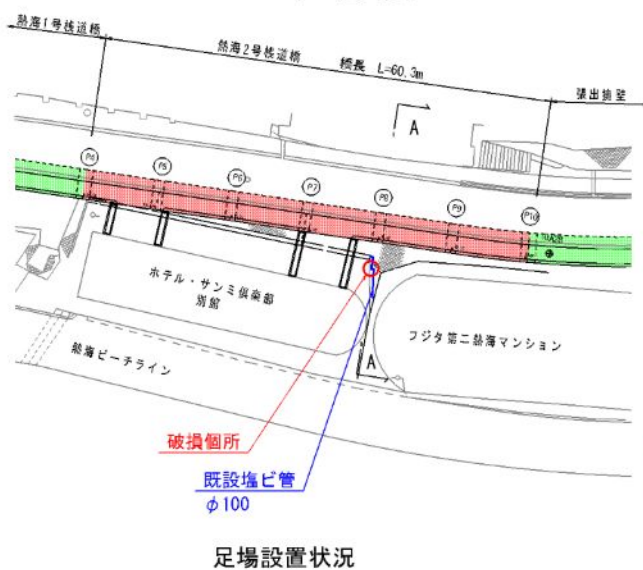 熱海1号桟道橋
熱海2号桟道橋
橋長 L=60.3m
張出擁壁
A
P4
P5
P6
P7
P8
P9
P10
ホテル・サンミ倶楽部
別館
フジタ第二熱海マンション
熱海ビーチライン
A
破損個所
既設塩ビ管
φ100
足場設置状況